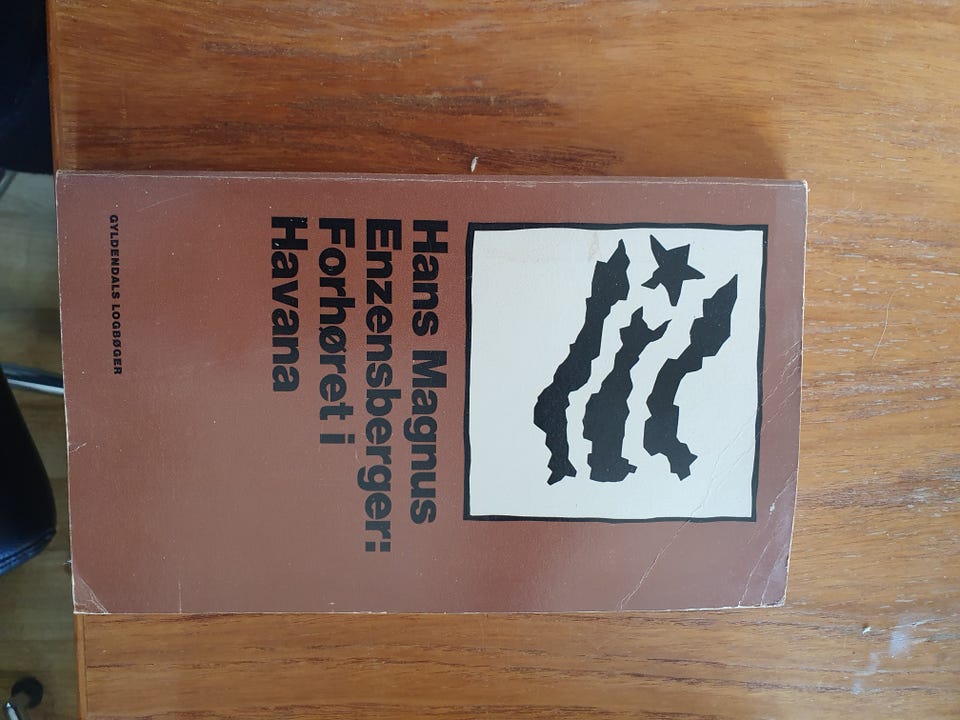 Hans Magnus
Enzensberger:
Forhøret i
Havana
GYLDENDALS LOGBØGER